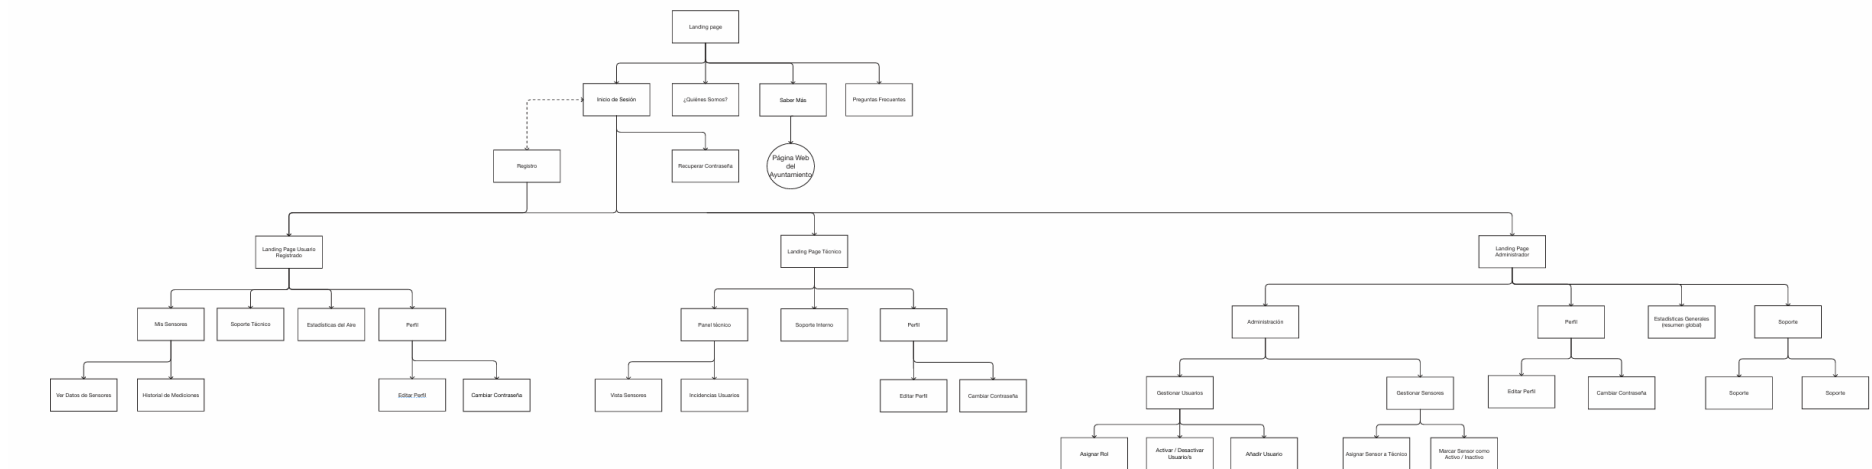 Landing page
Inicio de Sesión
¿Quiénes Somos?
Saber Más
Preguntas Frecuentes
Registro
Recuperar Contraseña
Página Web
del
Ayuntamiento
Landing Page Usuario
Registrado
Landing Page Técnico
Landing Page
Administrador
Mis Sensores
Soporte Técnico
Estadísticas del Aire
Perfil
Panel técnico
Soporte Interno
Perfil
Administración
Perfil
Estadísticas Generales
(resumen global)
Soporte
Ver Datos de Sensores
Historial de Mediciones
Editar Perfil
Cambiar Contraseña
Vista Sensores
Incidencias Usuarios
Editar Perfil
Cambiar Contraseña
Gestionar Usuarios
Gestionar Sensores
Editar Perfil
Cambiar Contraseña
Soporte
Soporte
Asignar Rol
Activar / Desactivar
Usuario/s
Añadir Usuario
Asignar Sensor a Técnico
Marcar Sensor como
Activo / Inactivo